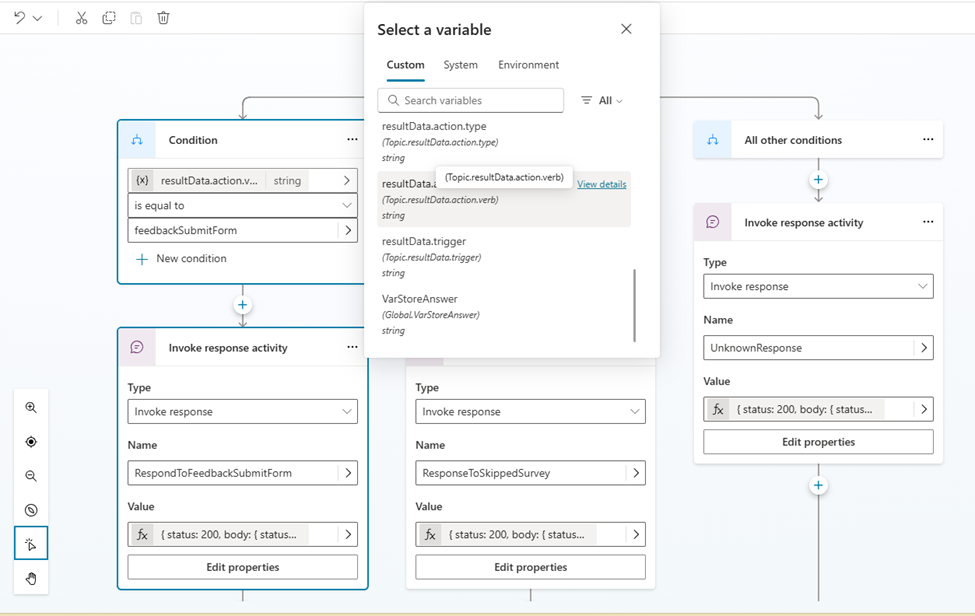 Select a variable
Custom System Environment
Search variables All
resultData.action.type
(Topic.resultData.action.type)
string
resultData.a
(Topic.resultData.action.verb)
View details
(Topic.resultData.action.verb)
string
resultData.trigger
(Topic.resultData.trigger)
string
VarStoreAnswer
(Global.VarStoreAnswer)
string
Condition
{x} resultData.action.v... string
is equal to
feedbackSubmitForm
New condition
Invoke response activity
Type
Invoke response
Name
RespondToFeedbackSubmitForm
Value
fx { status: 200, body: { status...
Edit properties
Type
Invoke response
Name
ResponseToSkippedSurvey
Value
fx { status: 200, body: { status...
Edit properties
All other conditions
Invoke response activity
Type
Invoke response
Name
UnknownResponse
Value
fx { status: 200, body: { status...
Edit properties